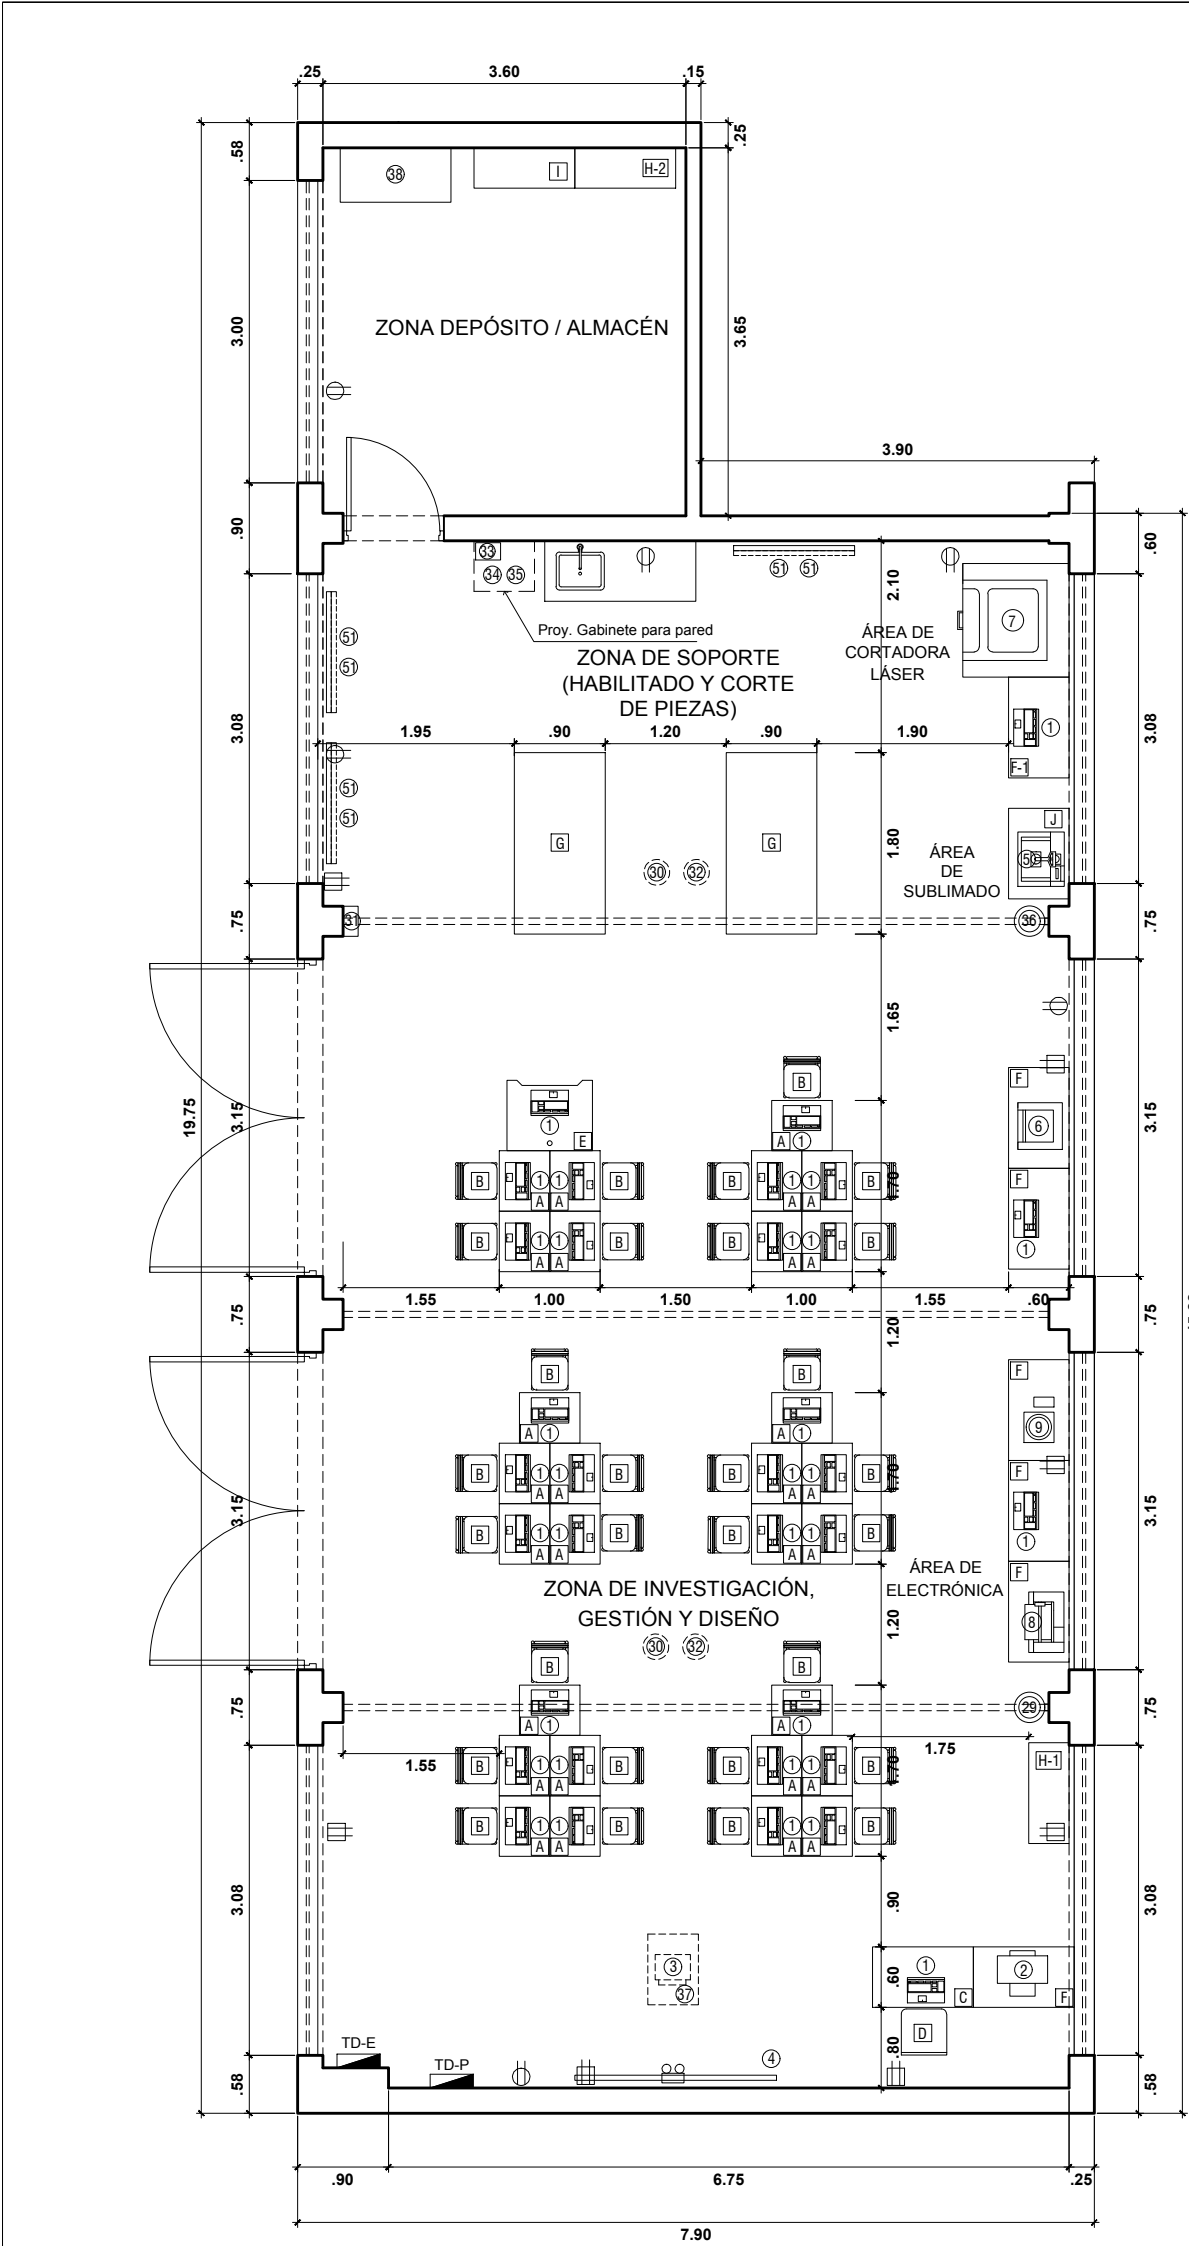 .25
3.60
.15
.58
.25
38
I
H-2
3.00
ZONA DEPÓSITO / ALMACÉN
3.65
3.90
.90
.60
33
34
35
51
51
2.10
7
Proy. Gabinete para pared
51
51
ÁREA DE
CORTADORA
LÁSER
ZONA DE SOPORTE
(HABILITADO Y CORTE
DE PIEZAS)
3.08
1.95
.90
1.20
.90
1.90
1
3.08
F-1
51
51
J
G
G
1.80
ÁREA
DE
SUBLIMADO
30
32
.75
31
36
.75
1.65
19.75
3.15
B
F
3.15
1
E
A
1
6
B
1
1
B
B
1
1
B
F
A
A
A
A
1.70
B
1
1
B
B
1
1
B
1
A
A
A
A
.75
1.55
1.00
1.50
1.00
1.55
.60
.75
1.20
B
B
F
A
1
A
1
9
B
1
1
B
B
1
1
B
F
A
A
A
A
1.70
3.15
B
1
1
B
B
1
1
B
1
3.15
A
A
A
A
ÁREA DE
ELECTRÓNICA
F
ZONA DE INVESTIGACIÓN,
GESTIÓN Y DISEÑO
1.20
8
30
32
B
B
.75
A
1
A
1
29
.75
1.55
1.75
H-1
B
1
1
B
B
1
1
B
A
A
A
A
1.70
B
1
1
B
B
1
1
B
A
A
A
A
3.08
.90
3.08
3
37
1
2
.60
C
F
D
TD-E
TD-P
4
.80
.58
.58
.90
6.75
.25
7.90